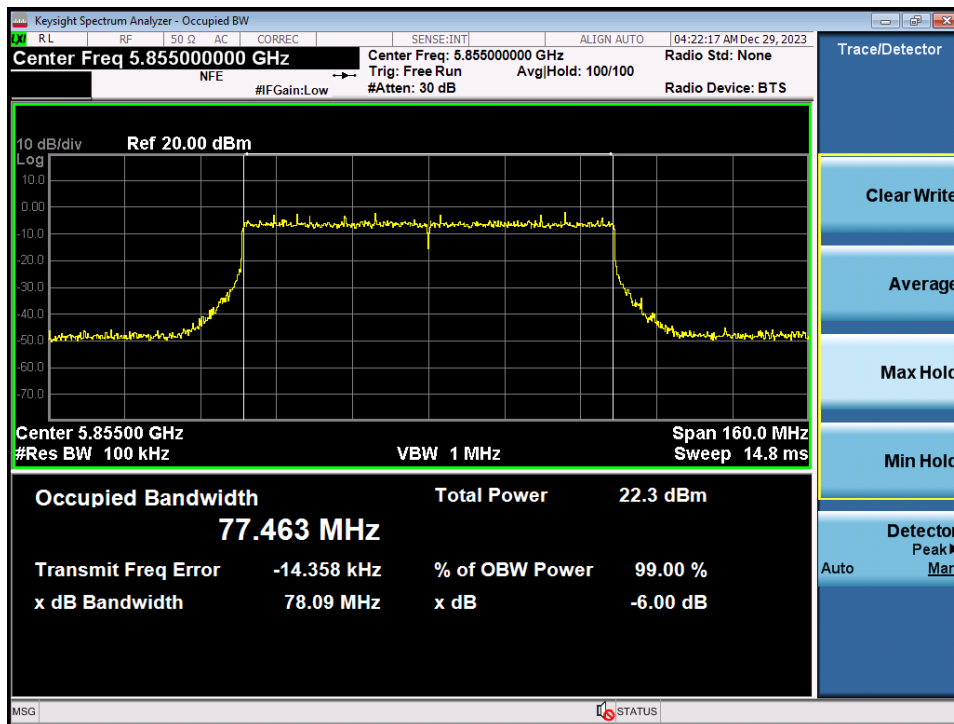 Keysight Spectrum Analyzer - Occupied BW
LXI RL RF 50 Ω AC CORREC SENSE:INT ALIGN AUTO 04:22:17 AM Dec 29, 2023
Center Freq 5.855000000 GHz
NFE
#IFGain:Low
Center Freq: 5.855000000 GHz
Trig: Free Run Avg|Hold: 100/100
#Atten: 30 dB
Radio Std: None
Radio Device: BTS
10 dB/div Ref 20.00 dBm
Log
10.0
0.00
-10.0
-20.0
-30.0
-40.0
-50.0
-60.0
-70.0
Center 5.85500 GHz Span 160.0 MHz
#Res BW 100 kHz VBW 1 MHz Sweep 14.8 ms
Occupied Bandwidth Total Power 22.3 dBm
77.463 MHz
Transmit Freq Error -14.358 kHz % of OBW Power 99.00 %
x dB Bandwidth 78.09 MHz x dB -6.00 dB
Trace/Detector
Clear Write
Average
Max Hold
Min Hold
Detector
Peak
Auto Man
MSG STATUS